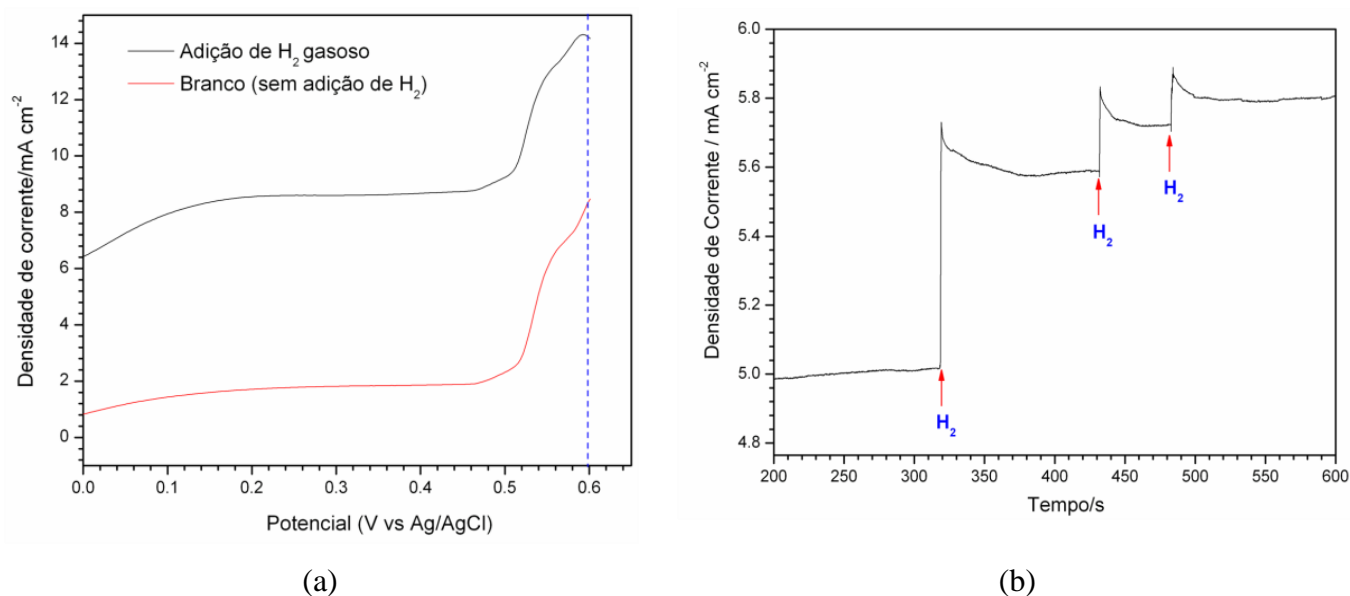 14
12
10
8
6
4
2
0
Adição de H₂ gasoso
Branco (sem adição de H₂)
Densidade de corrente/mA cm⁻²
0.0 0.1 0.2 0.3 0.4 0.5 0.6
Potencial (V vs Ag/AgCl)
(a)
6.0
5.8
5.6
5.4
5.2
5.0
4.8
Densidade de Corrente / mA cm⁻²
H₂
H₂
H₂
200 250 300 350 400 450 500 550 600
Tempo/s
(b)